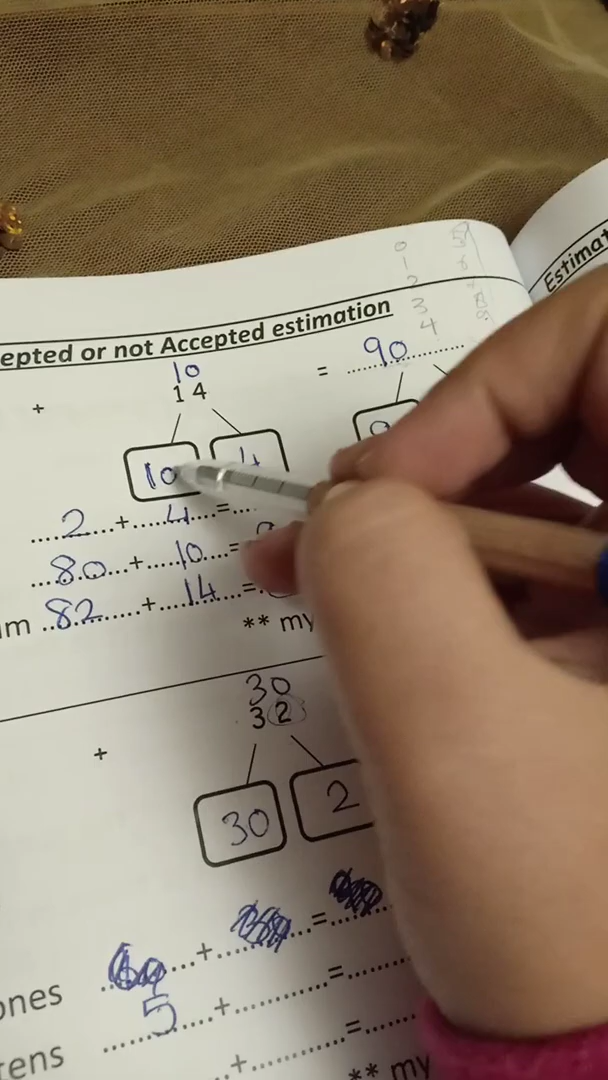 epted or not Accepted estimation
Estimat
0
1
2
3
4
10
+ 14 = 90
10 4
2 + 4 =
80 + 10 =
m 82 + 14 =
** my
30
+ 32
30 2
ones + =
tens 5 + =
+ =
** my